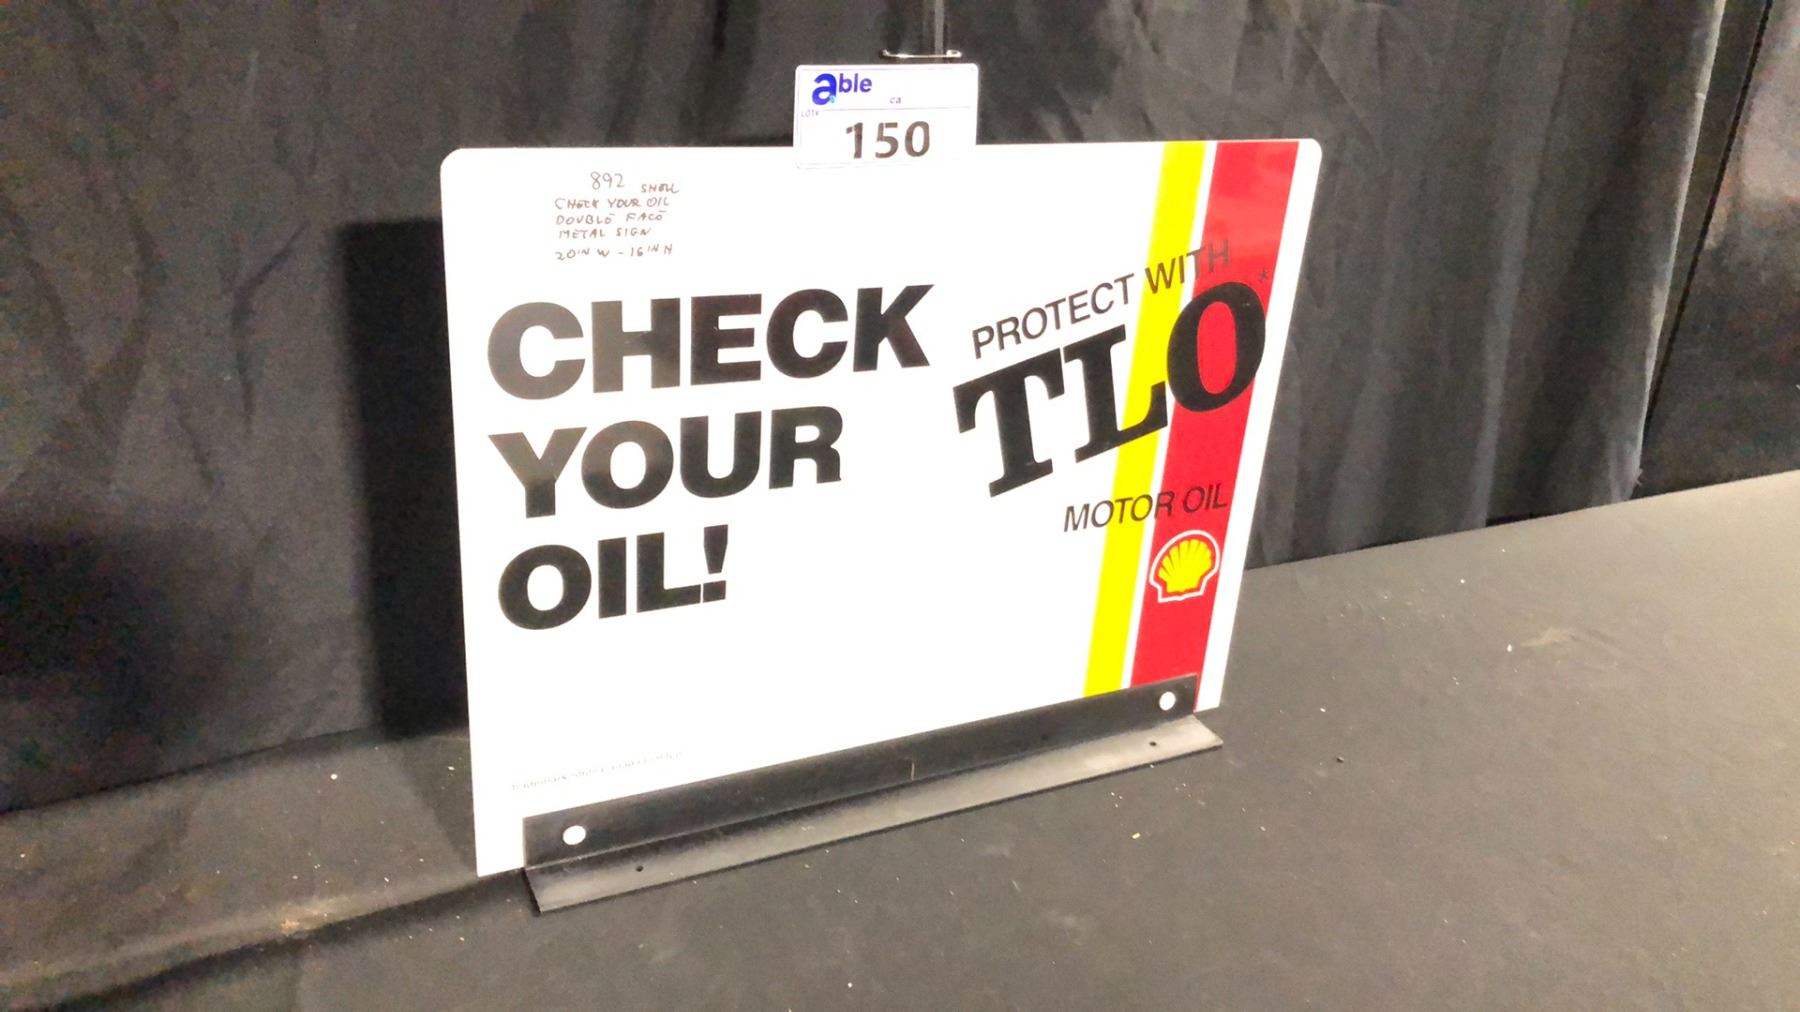 able
ca
LOT#
150
892 SHELL
CHECK YOUR OIL
DOUBLE FACE
METAL SIGN
20IN W - 16IN H
CHECK
YOUR
OIL!
PROTECT WITH
TLO*
MOTOR OIL